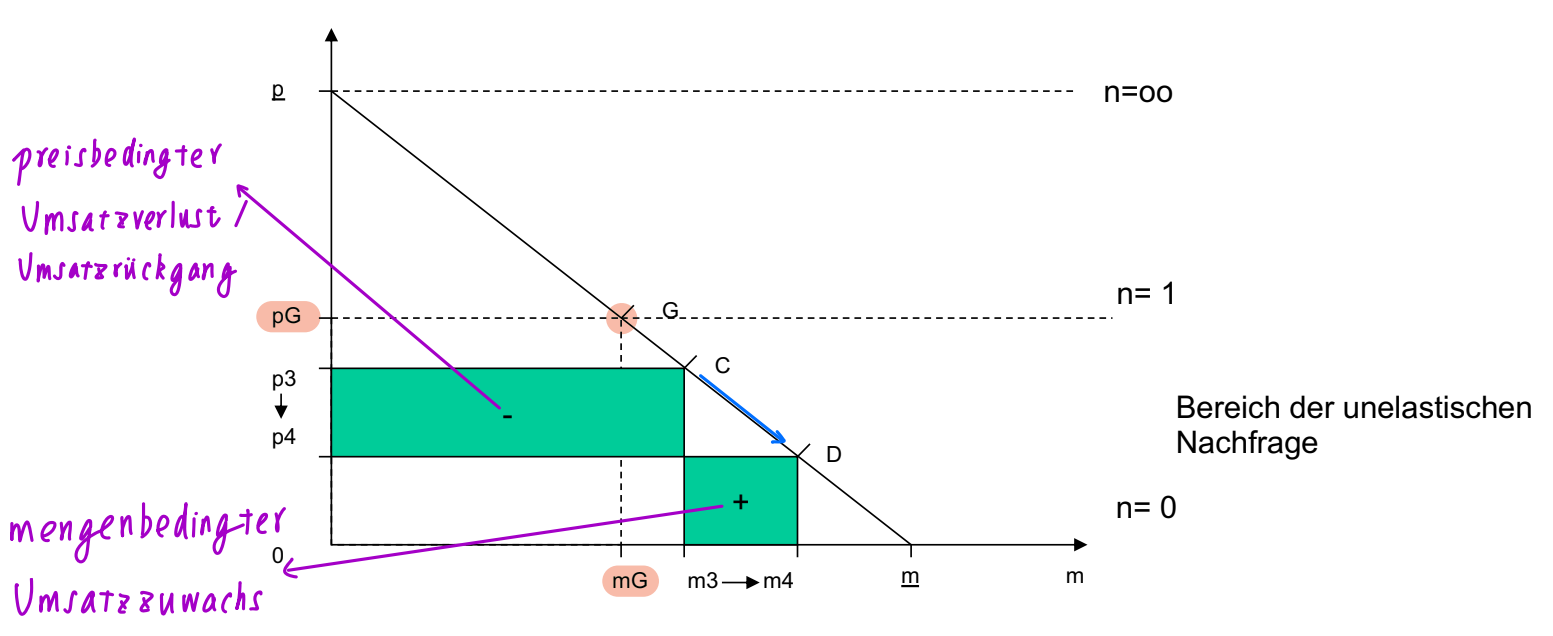 p
n=oo
preisbedingter
Umsatzverlust /
Umsatzrückgang
n= 1
pG
G
p3
C
p4
Bereich der unelastischen
Nachfrage
-
D
+
n= 0
mengenbedingter
0
Umsatzzuwachs
mG
m3
m4
m
m